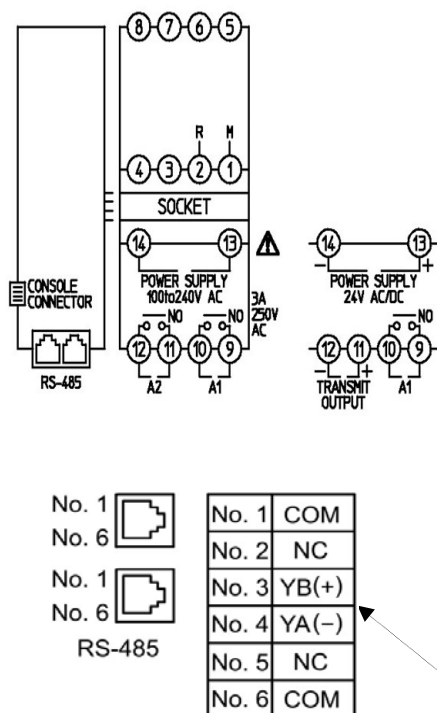 8 7 6 5
R M
4 3 2 1
SOCKET
14 13
POWER SUPPLY
100to240V AC
CONSOLE
CONNECTOR
3A
250V
AC
NO NO
12 11 10 9
A2 A1
RS-485
14 13
- +
POWER SUPPLY
24V AC/DC
NO
12 11 10 9
- +
TRANSMIT
OUTPUT
A1
No. 1
No. 6
No. 1
No. 6
RS-485
No. 1 COM
No. 2 NC
No. 3 YB(+)
No. 4 YA(−)
No. 5 NC
No. 6 COM